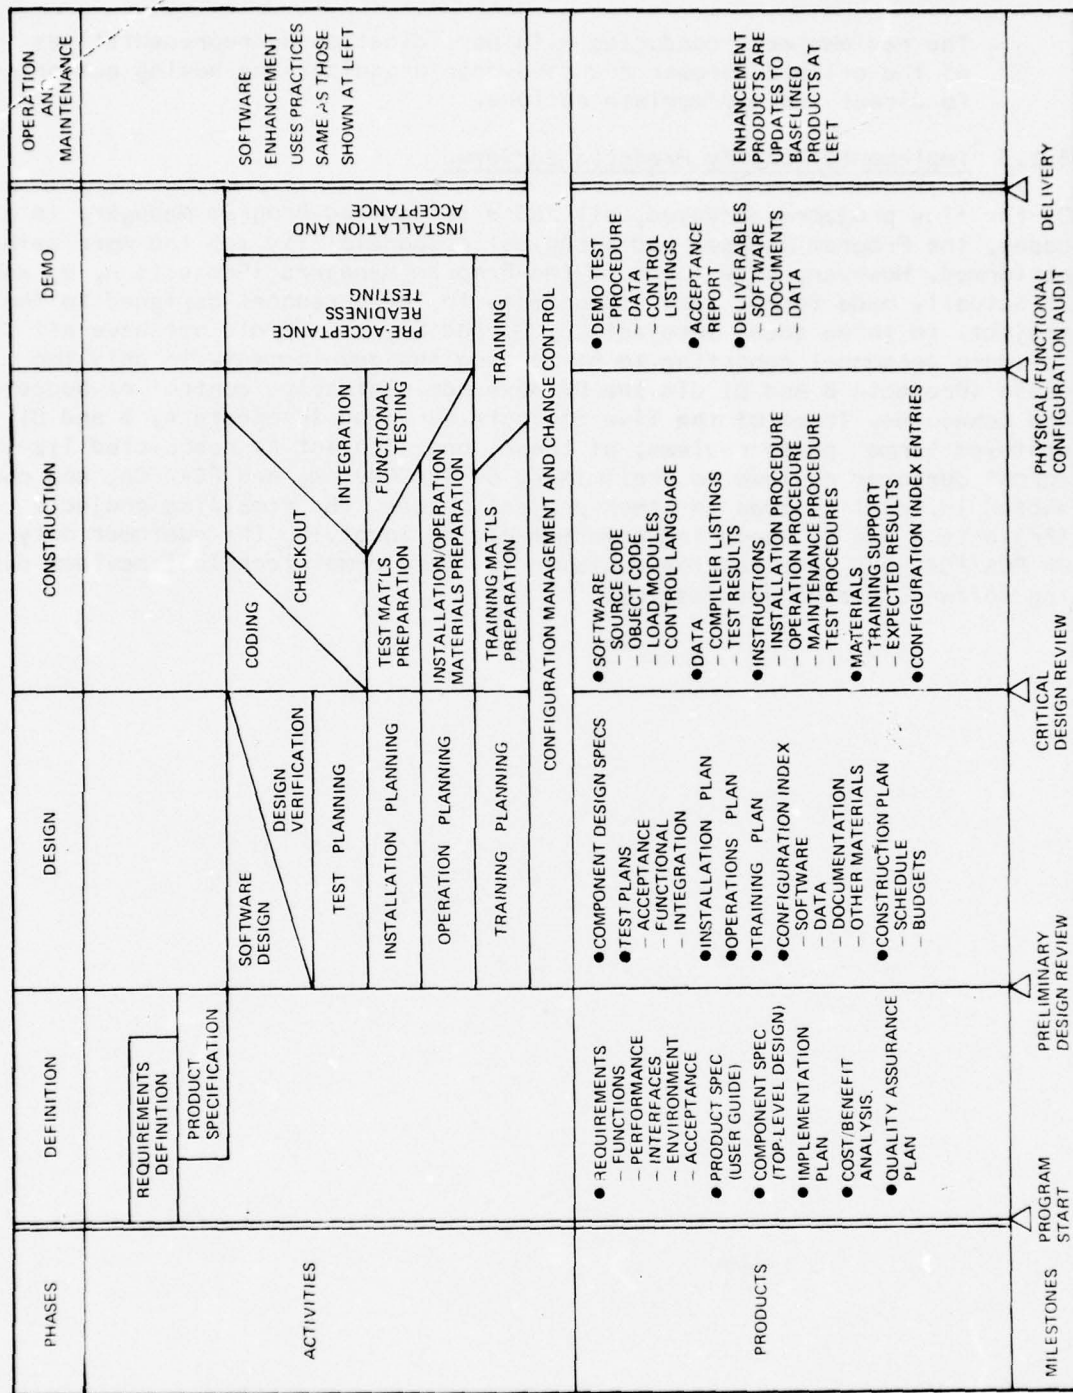 PHASES
DEFINITION
DESIGN
CONSTRUCTION
DEMO
OPERATION
AND
MAINTENANCE
ACTIVITIES
REQUIREMENTS
DEFINITION
PRODUCT
SPECIFICATION
SOFTWARE
DESIGN
DESIGN
VERIFICATION
TEST PLANNING
INSTALLATION PLANNING
OPERATION PLANNING
TRAINING PLANNING
CODING
CHECKOUT
INTEGRATION
TEST MAT'LS
PREPARATION
FUNCTIONAL
TESTING
INSTALLATION/OPERATION
MATERIALS PREPARATION
TRAINING MAT'LS
PREPARATION
TRAINING
PRE-ACCEPTANCE
READINESS
TESTING
INSTALLATION AND
ACCEPTANCE
CONFIGURATION MANAGEMENT AND CHANGE CONTROL
SOFTWARE
ENHANCEMENT
USES PRACTICES
SAME AS THOSE
SHOWN AT LEFT
PRODUCTS
● REQUIREMENTS
– FUNCTIONS
– PERFORMANCE
– INTERFACES
– ENVIRONMENT
– ACCEPTANCE
● PRODUCT SPEC
(USER GUIDE)
● COMPONENT SPEC
(TOP-LEVEL DESIGN)
● IMPLEMENTATION
PLAN
● COST/BENEFIT
ANALYSIS.
● QUALITY ASSURANCE
PLAN
● COMPONENT DESIGN SPECS
● TEST PLANS
– ACCEPTANCE
– FUNCTIONAL
– INTEGRATION
● INSTALLATION PLAN
● OPERATIONS PLAN
● TRAINING PLAN
● CONFIGURATION INDEX
– SOFTWARE
– DATA
– DOCUMENTATION
– OTHER MATERIALS
● CONSTRUCTION PLAN
– SCHEDULE
– BUDGETS
● SOFTWARE
– SOURCE CODE
– OBJECT CODE
– LOAD MODULES
– CONTROL LANGUAGE
● DATA
– COMPILIER LISTINGS
– TEST RESULTS
● INSTRUCTIONS
– INSTALLATION PROCEDURE
– OPERATION PROCEDURE
– MAINTENANCE PROCEDURE
– TEST PROCEDURES
● MATERIALS
– TRAINING SUPPORT
– EXPECTED RESULTS
● CONFIGURATION INDEX ENTRIES
● DEMO TEST
– PROCEDURE
– DATA
– CONTROL
– LISTINGS
● ACCEPTANCE
REPORT
● DELIVERABLES
– SOFTWARE
– DOCUMENTS
– DATA
ENHANCEMENT
PRODUCTS ARE
UPDATES TO
BASELINED
PRODUCTS AT
LEFT
MILESTONES
PROGRAM
START
PRELIMINARY
DESIGN REVIEW
CRITICAL
DESIGN REVIEW
PHYSICAL/FUNCTIONAL
CONFIGURATION AUDIT
DELIVERY